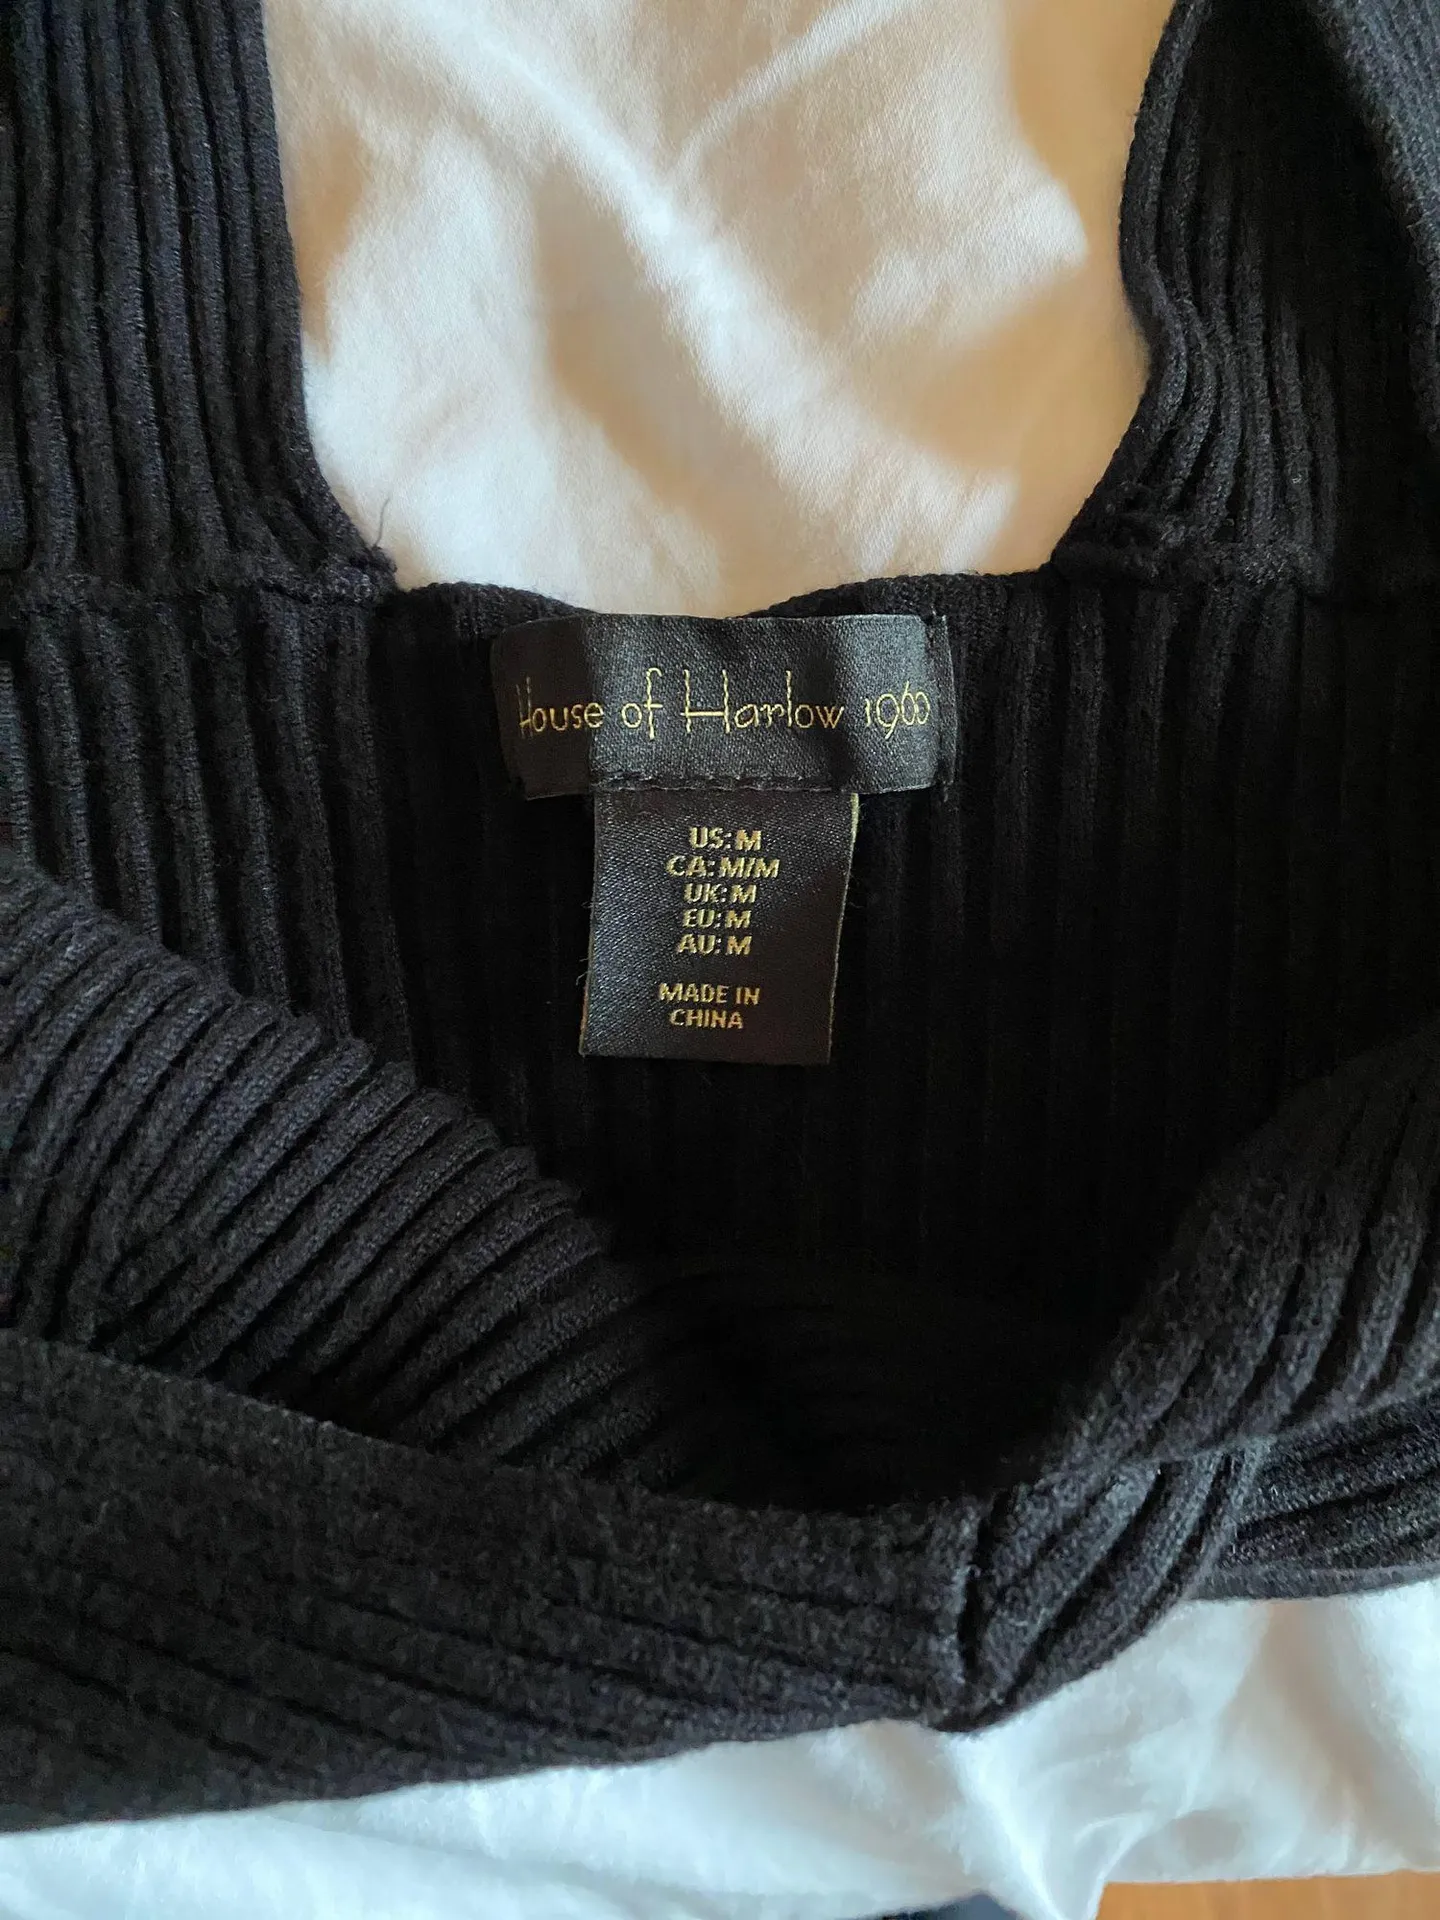 House of Harlow 1960
US: M
CA: M/M
UK: M
EU: M
AU: M
MADE IN
CHINA